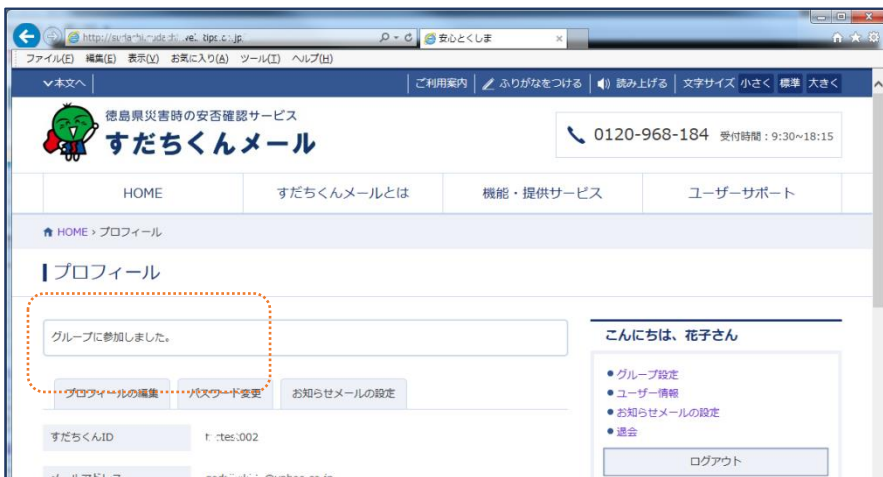 安心とくしま
ファイル(F) 編集(E) 表示(V) お気に入り(A) ツール(T) ヘルプ(H)
本文へ ご利用案内 ふりがなをつける 読み上げる 文字サイズ 小さく 標準 大きく
徳島県災害時の安否確認サービス
すだちくんメール
0120-968-184 受付時間：9:30~18:15
HOME すだちくんメールとは 機能・提供サービス ユーザーサポート
HOME › プロフィール
プロフィール
グループに参加しました。
プロフィールの編集 パスワード変更 お知らせメールの設定
すだちくんID
こんにちは、花子さん
グループ設定
ユーザー情報
お知らせメールの設定
退会
ログアウト